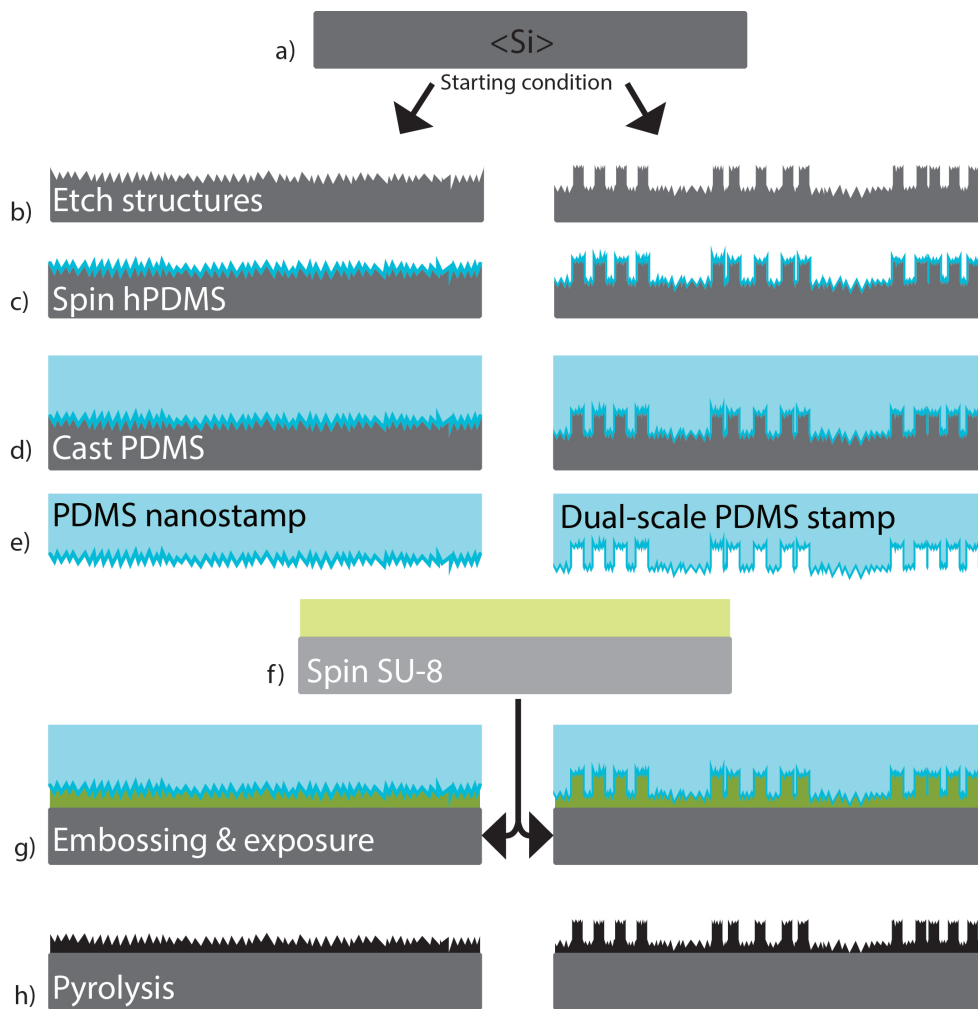 a)
<Si>
Starting condition
b)
Etch structures
c)
Spin hPDMS
d)
Cast PDMS
e)
PDMS nanostamp
Dual-scale PDMS stamp
f)
Spin SU-8
g)
Embossing & exposure
h)
Pyrolysis